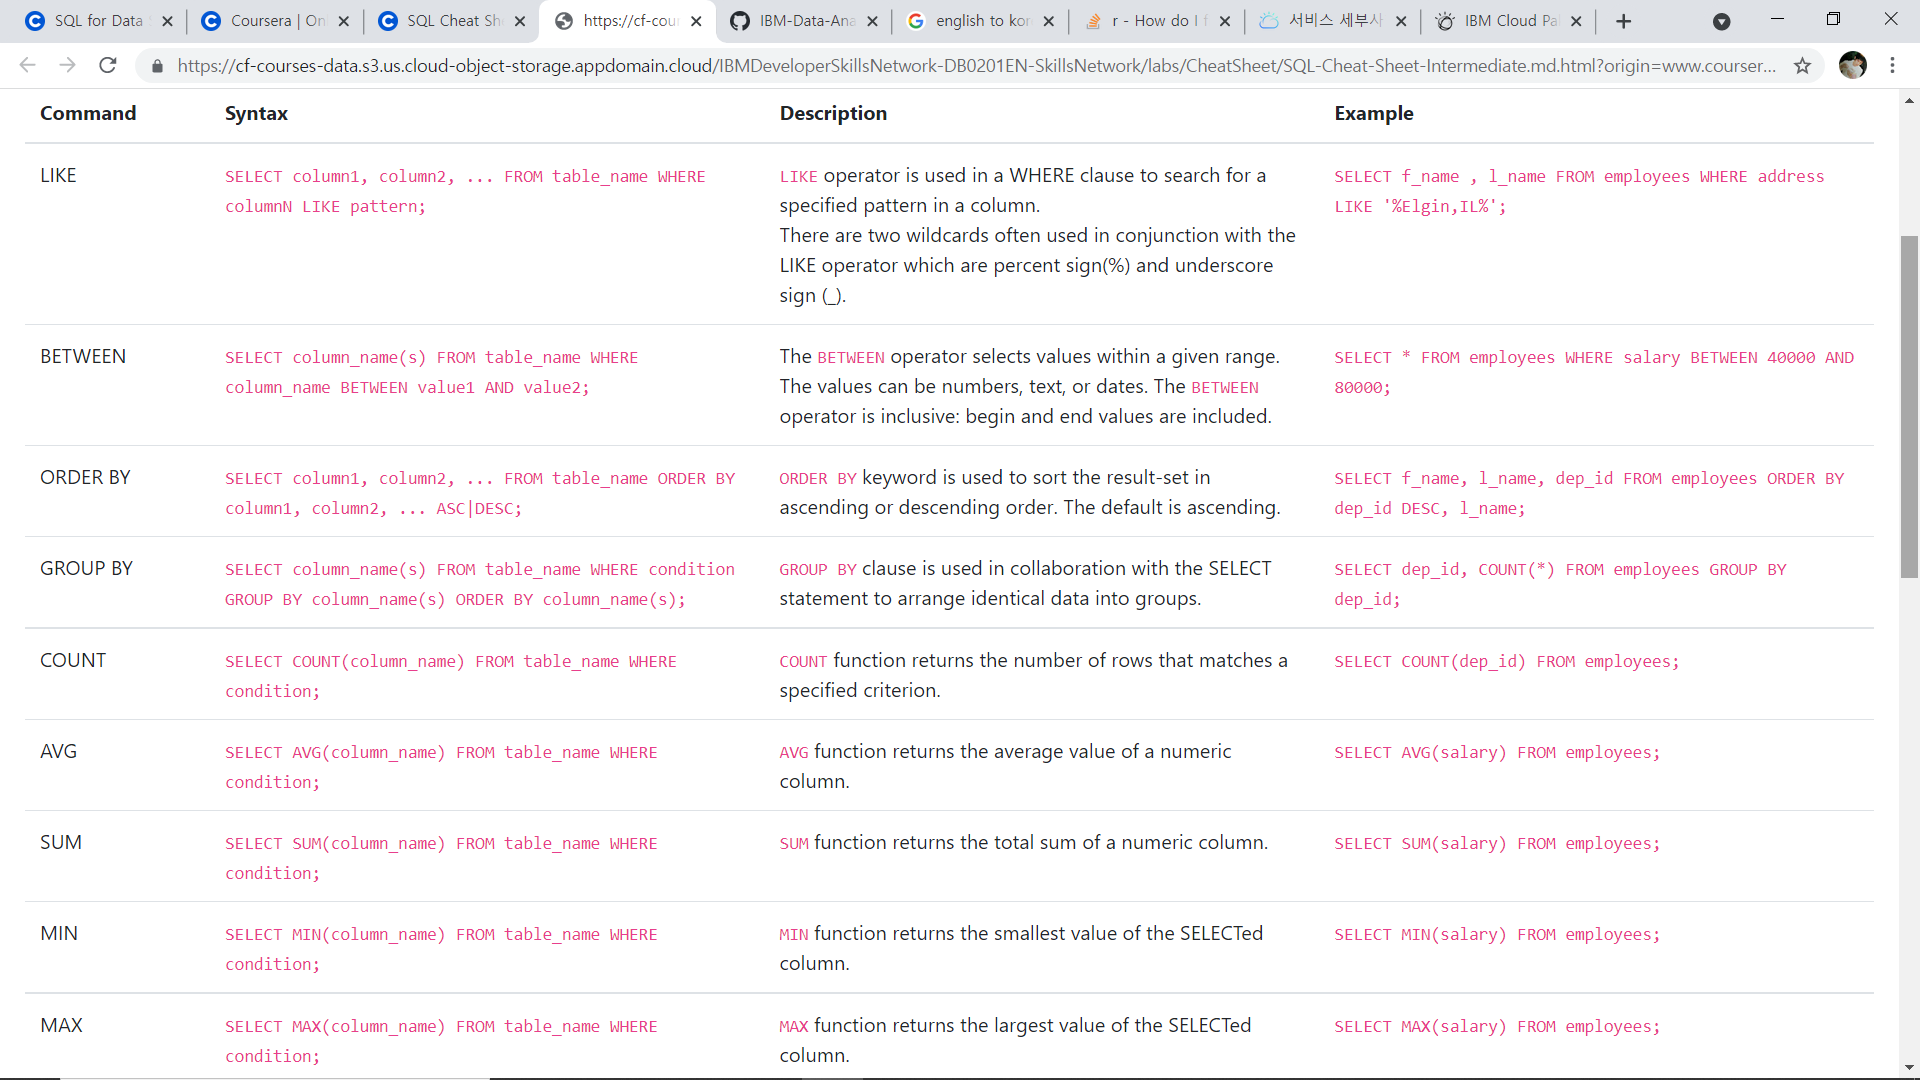 SQL for Data
Coursera | On
SQL Cheat Sh
https://cf-cour
IBM-Data-Ana
english to kor
r - How do I f
서비스 세부사
IBM Cloud Pa
https://cf-courses-data.s3.us.cloud-object-storage.appdomain.cloud/IBMDeveloperSkillsNetwork-DB0201EN-SkillsNetwork/labs/CheatSheet/SQL-Cheat-Sheet-Intermediate.md.html?origin=www.courser...
Command Syntax Description Example
LIKE
SELECT column1, column2, ... FROM table_name WHERE
columnN LIKE pattern;
LIKE operator is used in a WHERE clause to search for a
specified pattern in a column.
There are two wildcards often used in conjunction with the
LIKE operator which are percent sign(%) and underscore
sign (_).
SELECT f_name , l_name FROM employees WHERE address
LIKE '%Elgin,IL%';
BETWEEN
SELECT column_name(s) FROM table_name WHERE
column_name BETWEEN value1 AND value2;
The BETWEEN operator selects values within a given range.
The values can be numbers, text, or dates. The BETWEEN
operator is inclusive: begin and end values are included.
SELECT * FROM employees WHERE salary BETWEEN 40000 AND
80000;
ORDER BY
SELECT column1, column2, ... FROM table_name ORDER BY
column1, column2, ... ASC|DESC;
ORDER BY keyword is used to sort the result-set in
ascending or descending order. The default is ascending.
SELECT f_name, l_name, dep_id FROM employees ORDER BY
dep_id DESC, l_name;
GROUP BY
SELECT column_name(s) FROM table_name WHERE condition
GROUP BY column_name(s) ORDER BY column_name(s);
GROUP BY clause is used in collaboration with the SELECT
statement to arrange identical data into groups.
SELECT dep_id, COUNT(*) FROM employees GROUP BY
dep_id;
COUNT
SELECT COUNT(column_name) FROM table_name WHERE
condition;
COUNT function returns the number of rows that matches a
specified criterion.
SELECT COUNT(dep_id) FROM employees;
AVG
SELECT AVG(column_name) FROM table_name WHERE
condition;
AVG function returns the average value of a numeric
column.
SELECT AVG(salary) FROM employees;
SUM
SELECT SUM(column_name) FROM table_name WHERE
condition;
SUM function returns the total sum of a numeric column.
SELECT SUM(salary) FROM employees;
MIN
SELECT MIN(column_name) FROM table_name WHERE
condition;
MIN function returns the smallest value of the SELECTed
column.
SELECT MIN(salary) FROM employees;
MAX
SELECT MAX(column_name) FROM table_name WHERE
condition;
MAX function returns the largest value of the SELECTed
column.
SELECT MAX(salary) FROM employees;